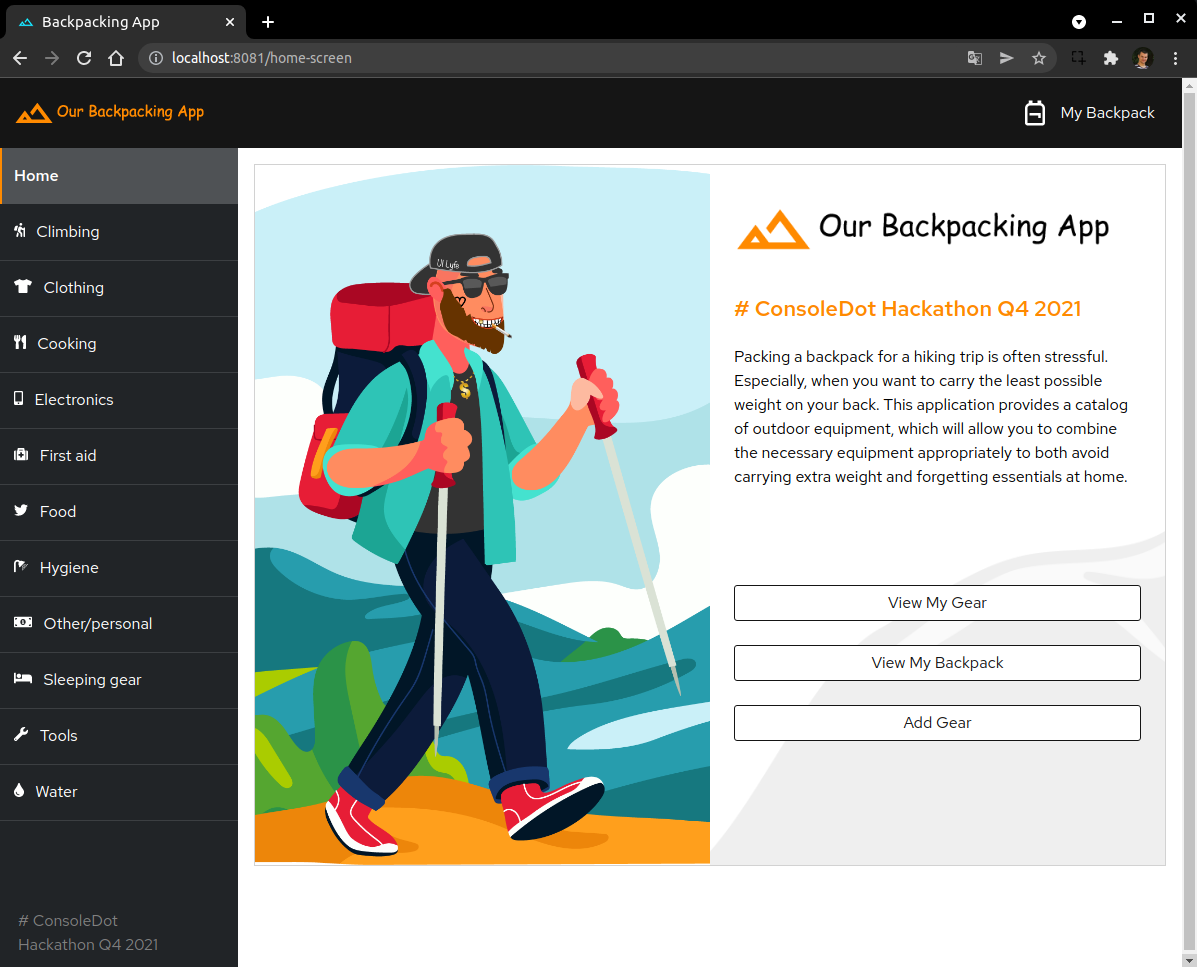 Backpacking App
localhost:8081/home-screen
Our Backpacking App
My Backpack
Home
Climbing
Clothing
Cooking
Electronics
First aid
Food
Hygiene
Other/personal
Sleeping gear
Tools
Water
# ConsoleDot
Hackathon Q4 2021
UI Lyfe
Our Backpacking App
# ConsoleDot Hackathon Q4 2021
Packing a backpack for a hiking trip is often stressful.
Especially, when you want to carry the least possible
weight on your back. This application provides a catalog
of outdoor equipment, which will allow you to combine
the necessary equipment appropriately to both avoid
carrying extra weight and forgetting essentials at home.
View My Gear
View My Backpack
Add Gear